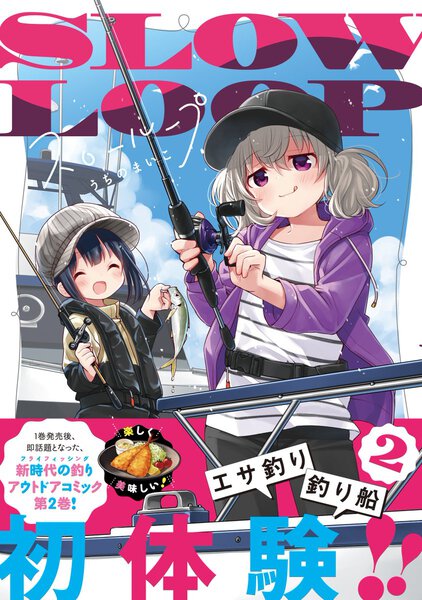 SLOW
LOOP
スローループ
うちのまいこ
1巻発売後、
即話題となった、
フライフィッシング
新時代の釣り
アウトドアコミック
第2巻!
楽しく
美味しい!
2
エサ釣り
釣り船
初体験!!